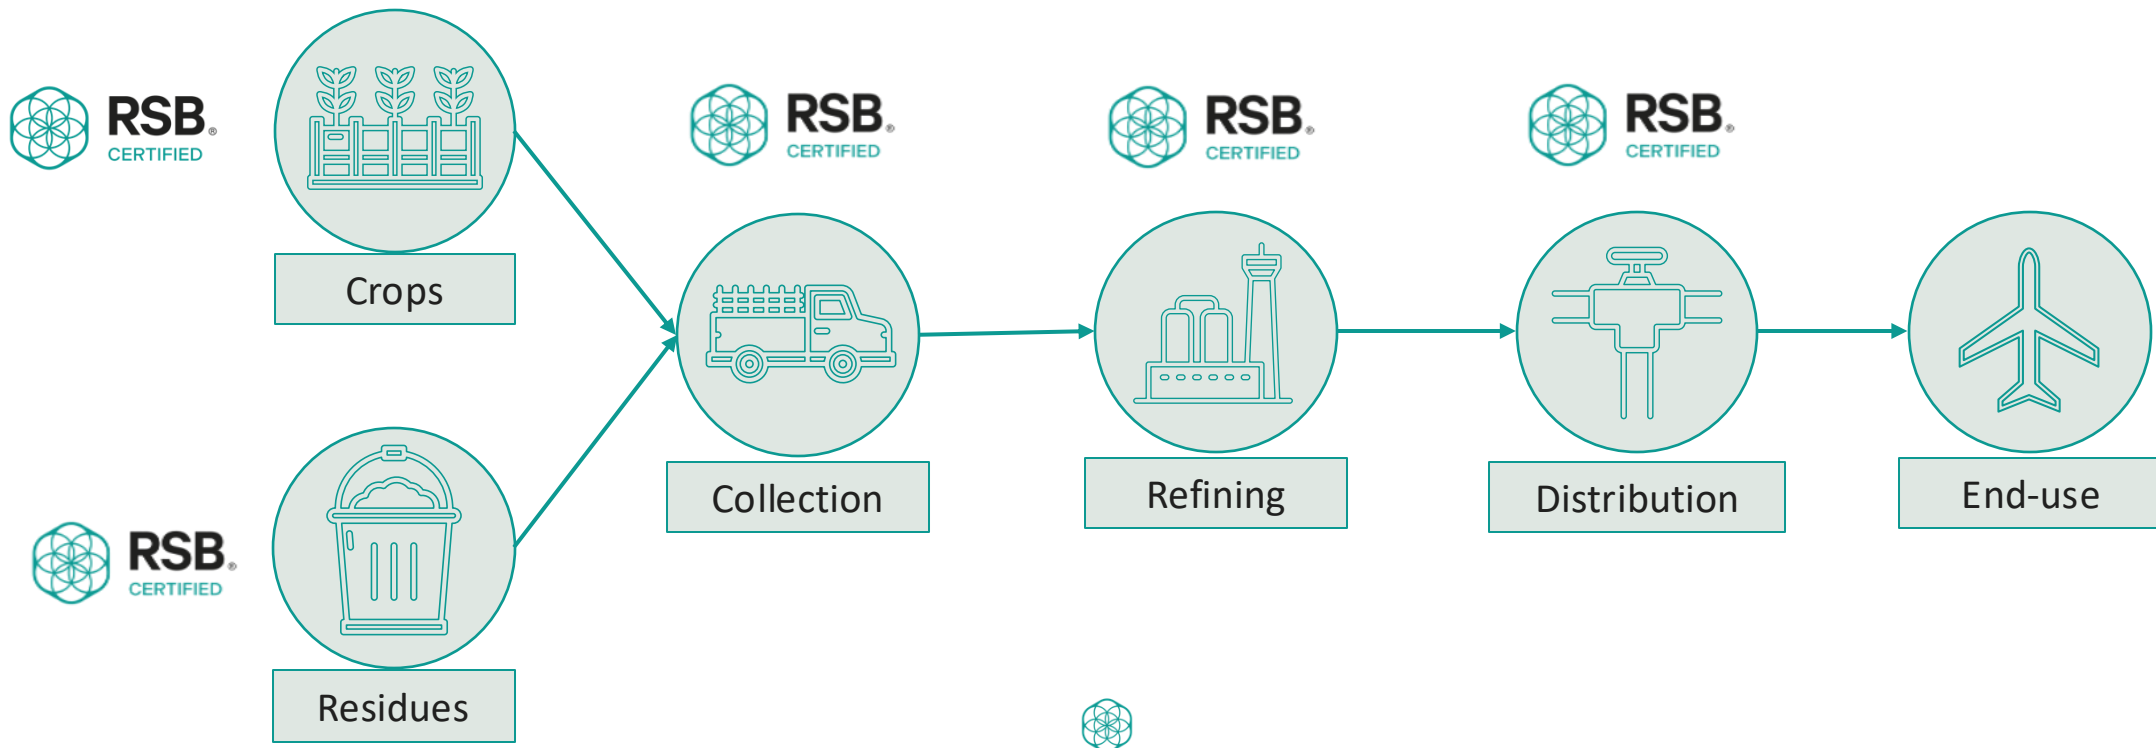 RSB®
CERTIFIED
Crops
RSB®
CERTIFIED
RSB®
CERTIFIED
RSB®
CERTIFIED
Collection
Refining
Distribution
End-use
RSB®
CERTIFIED
Residues